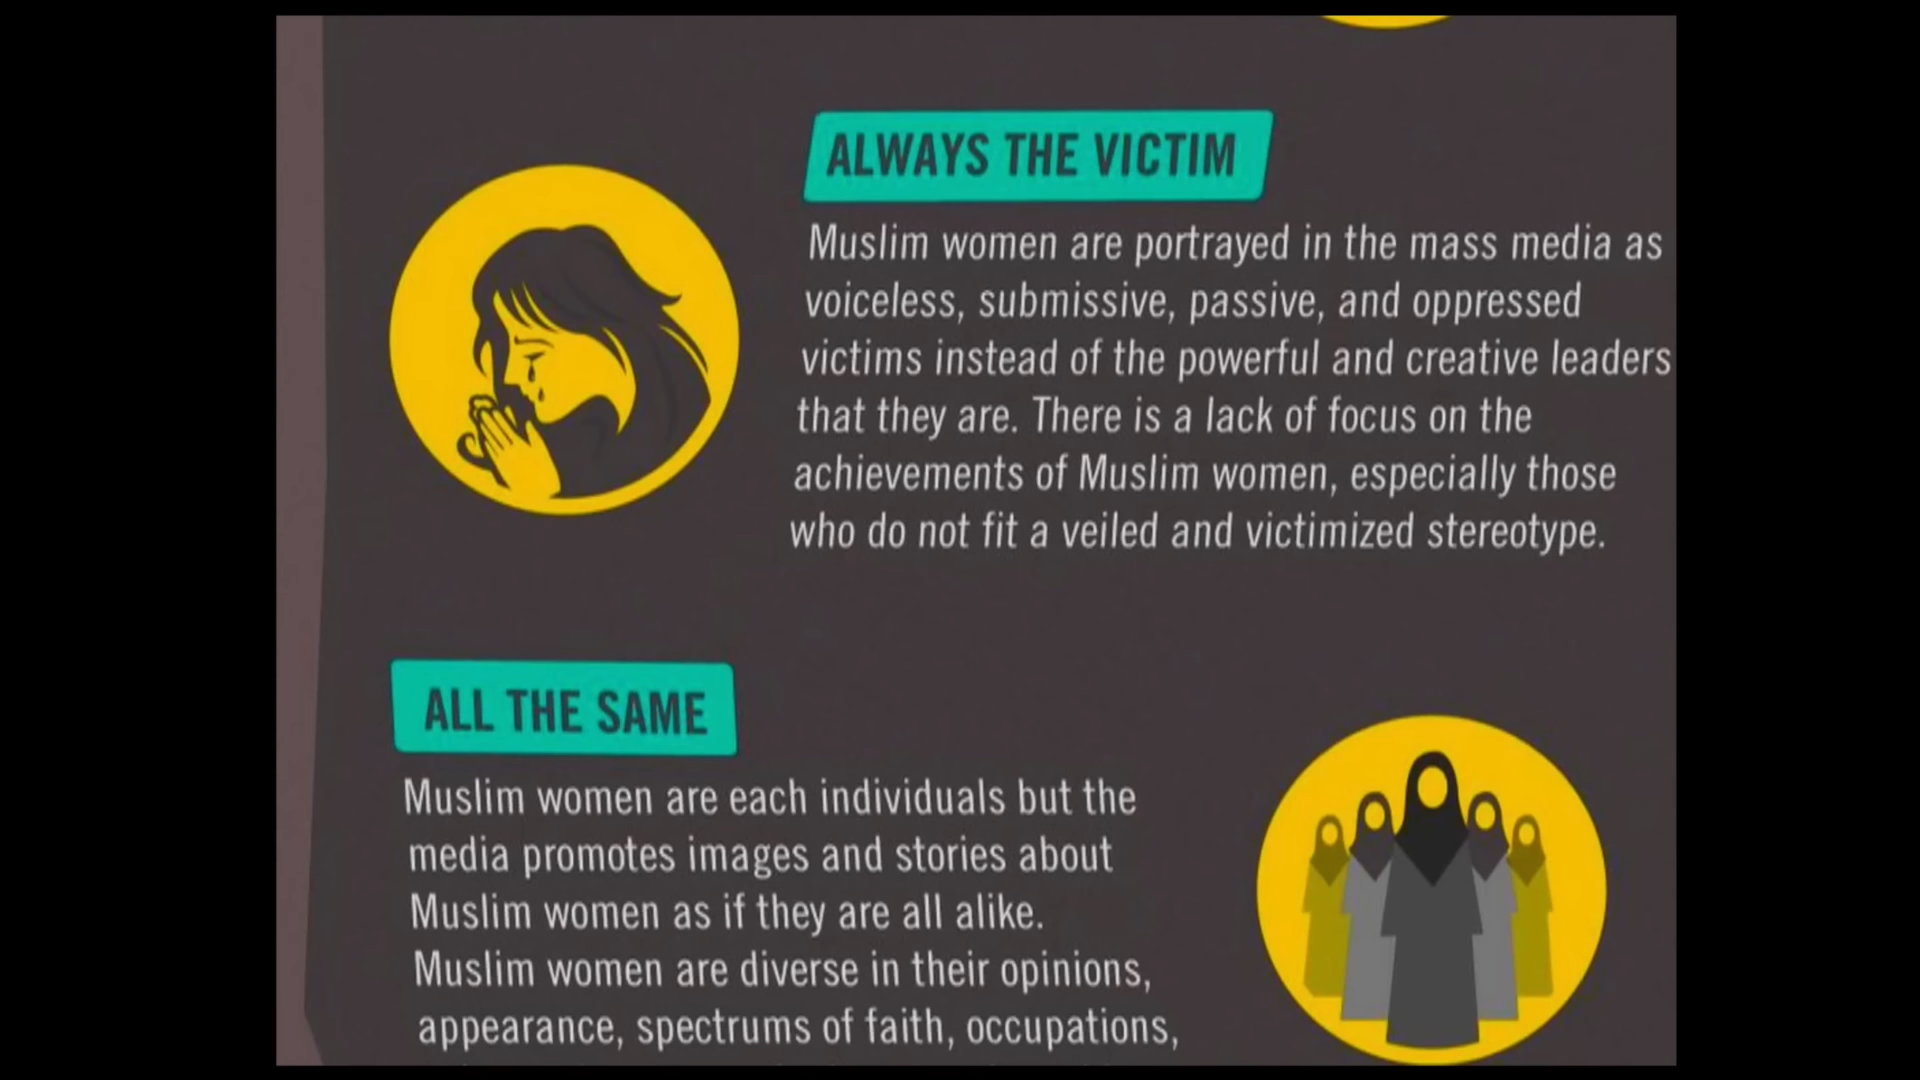 ALWAYS THE VICTIM
Muslim women are portrayed in the mass media as
voiceless, submissive, passive, and oppressed
victims instead of the powerful and creative leaders
that they are. There is a lack of focus on the
achievements of Muslim women, especially those
who do not fit a veiled and victimized stereotype.
ALL THE SAME
Muslim women are each individuals but the
media promotes images and stories about
Muslim women as if they are all alike.
Muslim women are diverse in their opinions,
appearance, spectrums of faith, occupations,